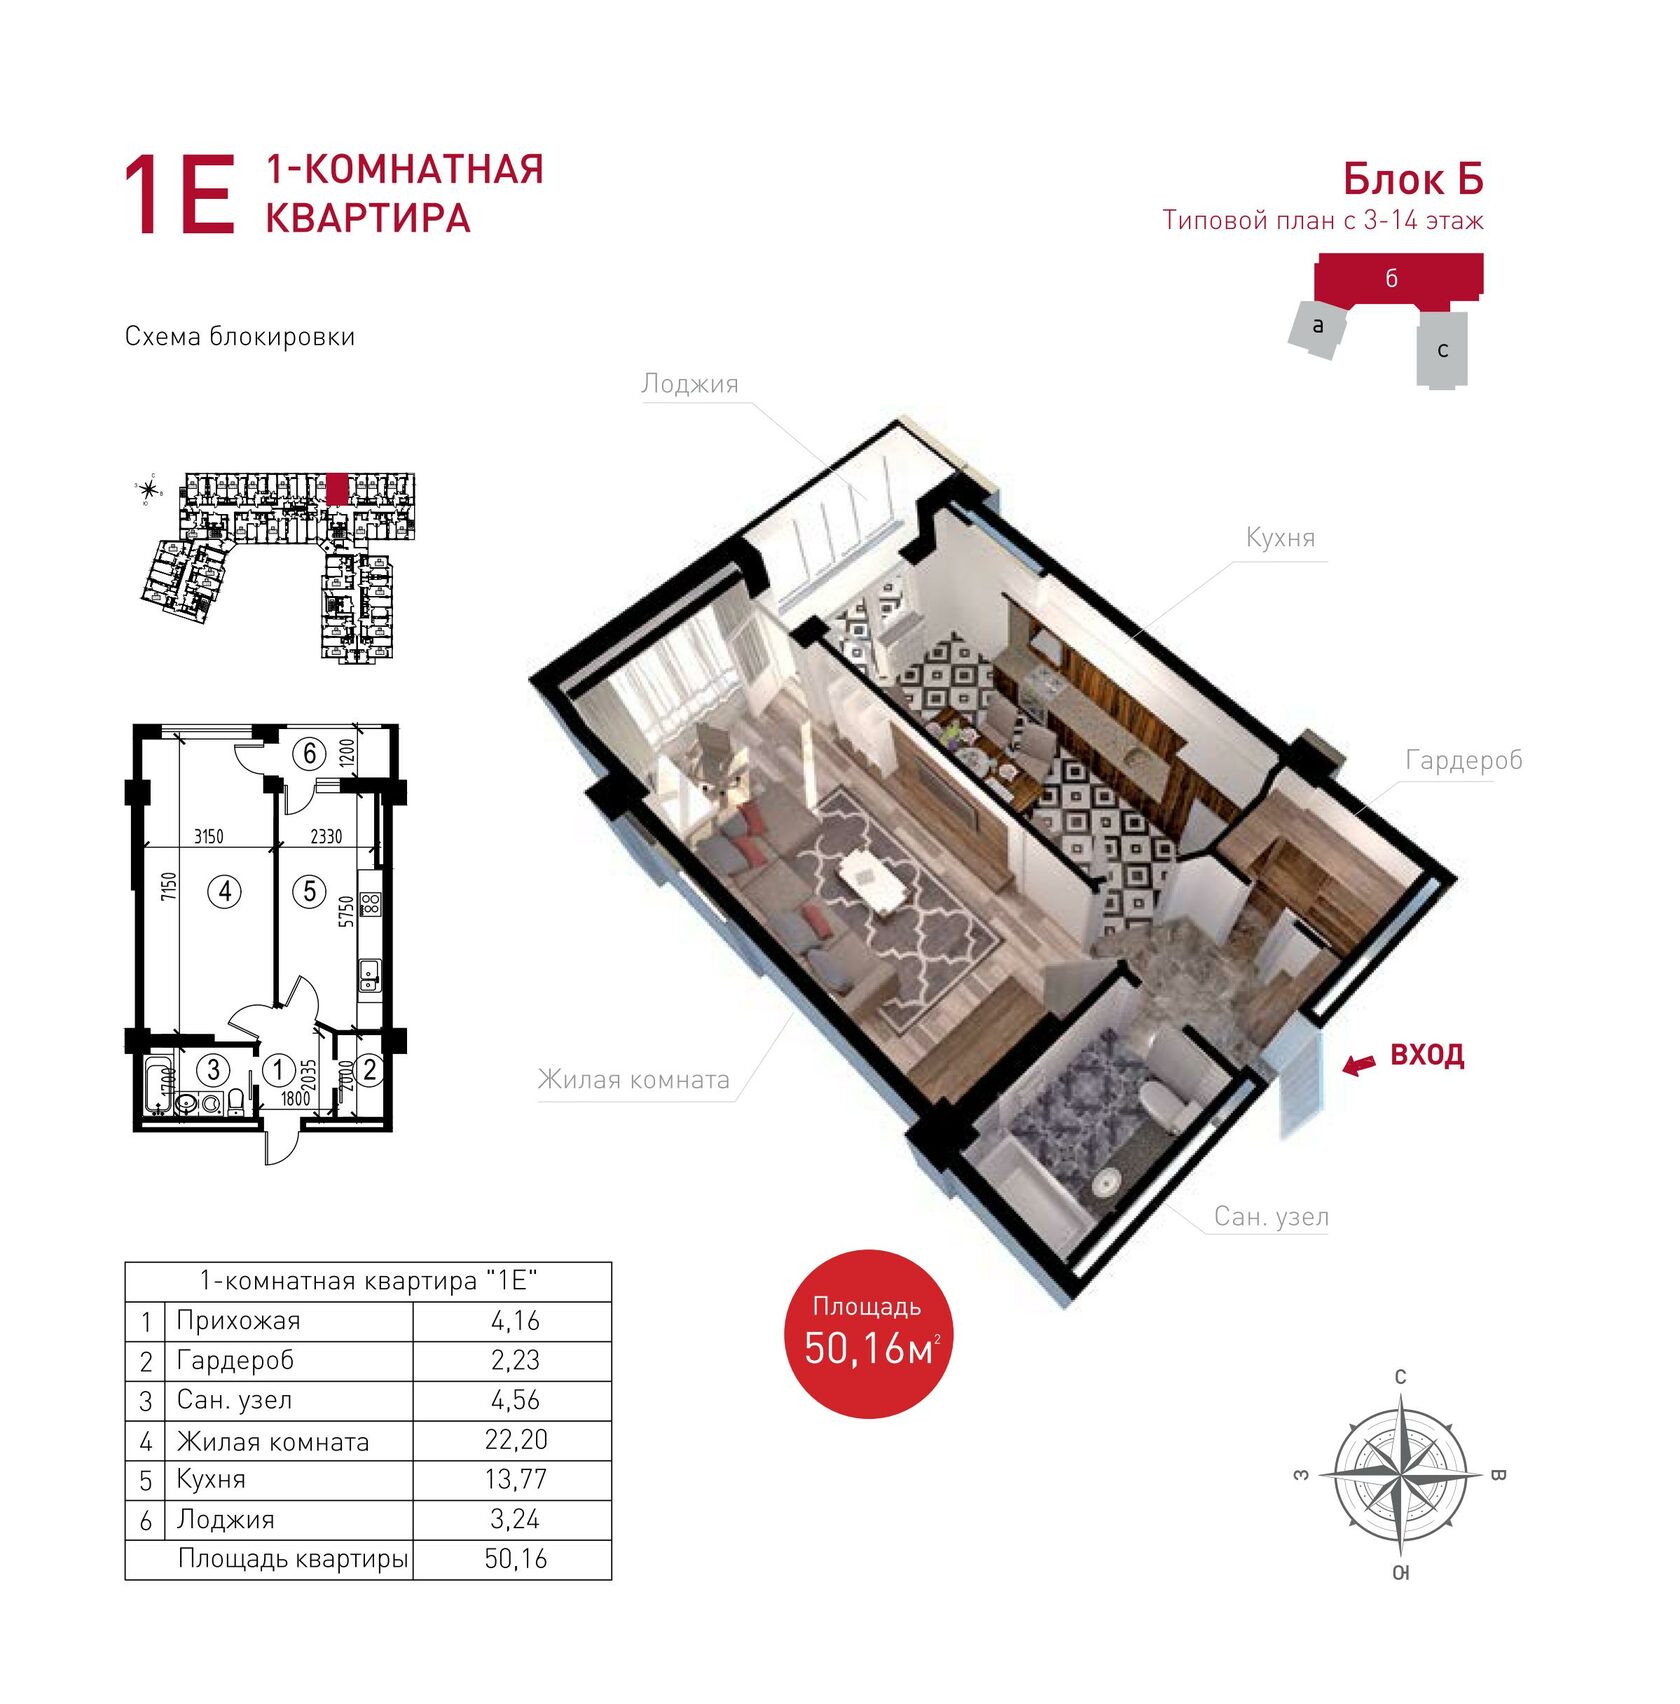 1Е
1-КОМНАТНАЯ
КВАРТИРА
Блок Б
Типовой план с 3-14 этаж
б
а
с
Схема блокировки
Лоджия
Кухня
Гардероб
ВХОД
Жилая комната
Сан. узел
6
1200
3150
2330
7150
4
5
5750
3
1
2
1700
1800
2035
2000
1-комнатная квартира "1Е"
1 Прихожая 4,16
2 Гардероб 2,23
3 Сан. узел 4,56
4 Жилая комната 22,20
5 Кухня 13,77
6 Лоджия 3,24
Площадь квартиры 50,16
Площадь
50,16м²
С
З
В
Ю